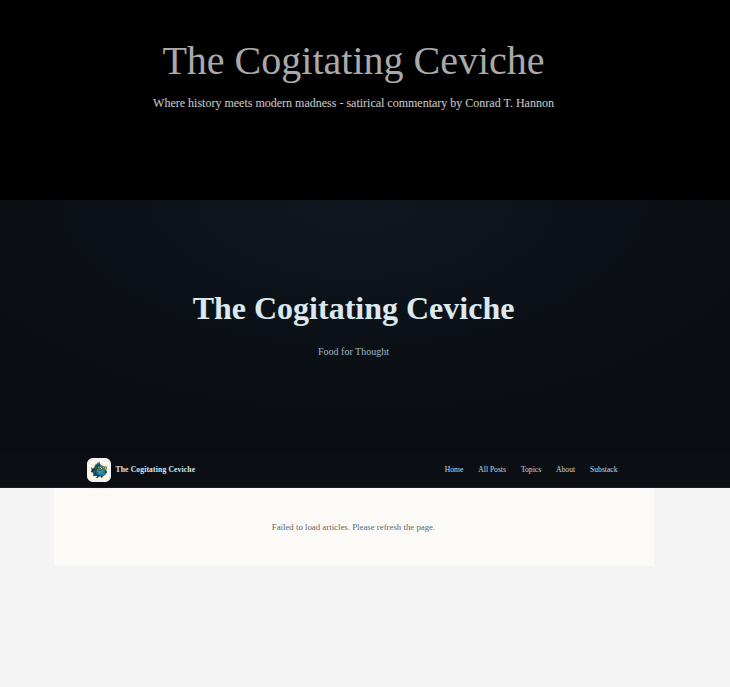 The Cogitating Ceviche
Where history meets modern madness - satirical commentary by Conrad T. Hannon
The Cogitating Ceviche
Food for Thought
The Cogitating Ceviche
Home All Posts Topics About Substack
Failed to load articles. Please refresh the page.